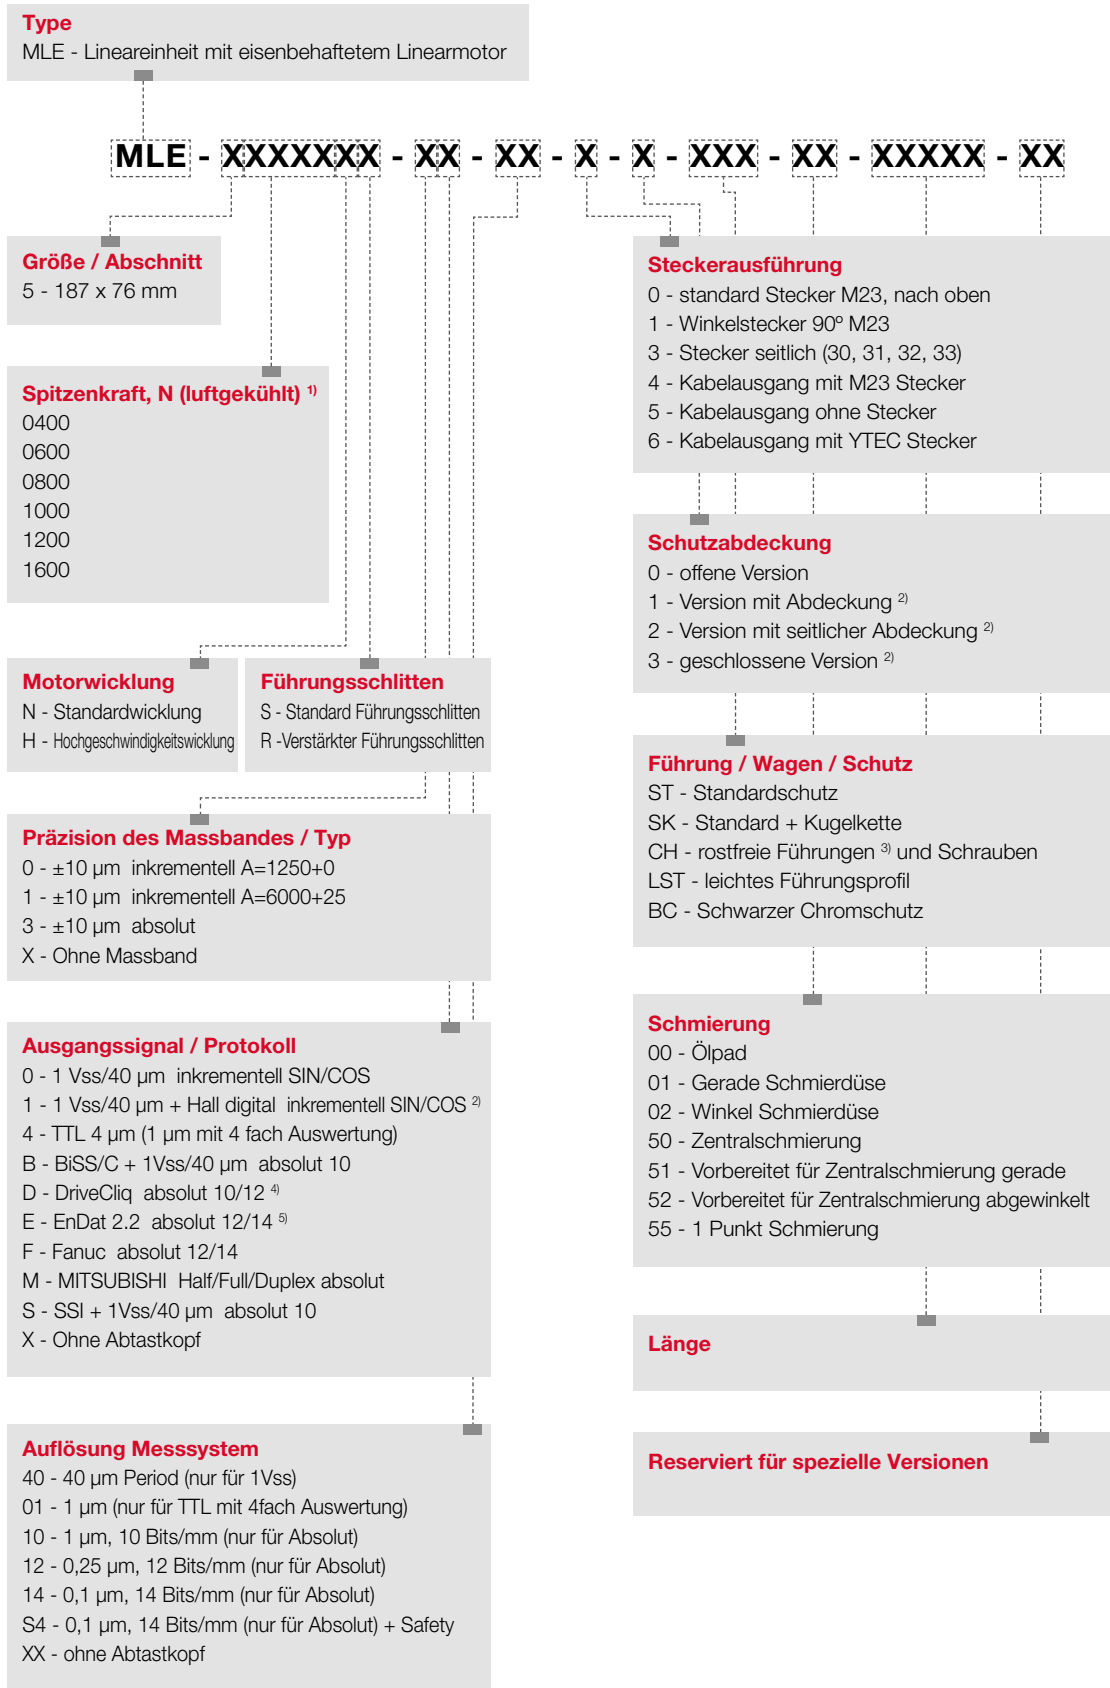 Type
MLE - Lineareinheit mit eisenbehaftetem Linearmotor
MLE - XXXXXXX - XX - XX - X - X - XXX - XX - XXXXX - XX
Größe / Abschnitt
5 - 187 x 76 mm
Spitzenkraft, N (luftgekühlt) 1)
0400
0600
0800
1000
1200
1600
Motorwicklung
N - Standardwicklung
H - Hochgeschwindigkeitswicklung
Führungsschlitten
S - Standard Führungsschlitten
R -Verstärkter Führungsschlitten
Präzision des Massbandes / Typ
0 - ±10 µm inkrementell A=1250+0
1 - ±10 µm inkrementell A=6000+25
3 - ±10 µm absolut
X - Ohne Massband
Ausgangssignal / Protokoll
0 - 1 Vss/40 µm inkrementell SIN/COS
1 - 1 Vss/40 µm + Hall digital inkrementell SIN/COS 2)
4 - TTL 4 µm (1 µm mit 4 fach Auswertung)
B - BiSS/C + 1Vss/40 µm absolut 10
D - DriveCliq absolut 10/12 4)
E - EnDat 2.2 absolut 12/14 5)
F - Fanuc absolut 12/14
M - MITSUBISHI Half/Full/Duplex absolut
S - SSI + 1Vss/40 µm absolut 10
X - Ohne Abtastkopf
Auflösung Messsystem
40 - 40 µm Period (nur für 1Vss)
01 - 1 µm (nur für TTL mit 4fach Auswertung)
10 - 1 µm, 10 Bits/mm (nur für Absolut)
12 - 0,25 µm, 12 Bits/mm (nur für Absolut)
14 - 0,1 µm, 14 Bits/mm (nur für Absolut)
S4 - 0,1 µm, 14 Bits/mm (nur für Absolut) + Safety
XX - ohne Abtastkopf
Steckerausführung
0 - standard Stecker M23, nach oben
1 - Winkelstecker 90º M23
3 - Stecker seitlich (30, 31, 32, 33)
4 - Kabelausgang mit M23 Stecker
5 - Kabelausgang ohne Stecker
6 - Kabelausgang mit YTEC Stecker
Schutzabdeckung
0 - offene Version
1 - Version mit Abdeckung 2)
2 - Version mit seitlicher Abdeckung 2)
3 - geschlossene Version 2)
Führung / Wagen / Schutz
ST - Standardschutz
SK - Standard + Kugelkette
CH - rostfreie Führungen 3) und Schrauben
LST - leichtes Führungsprofil
BC - Schwarzer Chromschutz
Schmierung
00 - Ölpad
01 - Gerade Schmierdüse
02 - Winkel Schmierdüse
50 - Zentralschmierung
51 - Vorbereitet für Zentralschmierung gerade
52 - Vorbereitet für Zentralschmierung abgewinkelt
55 - 1 Punkt Schmierung
Länge
Reserviert für spezielle Versionen